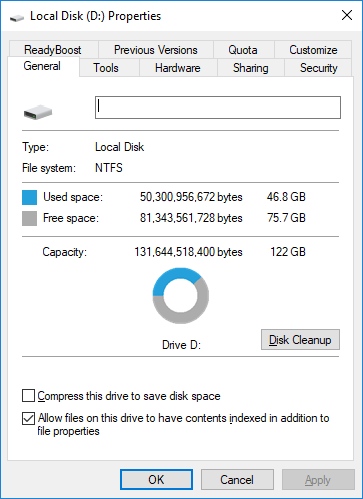 Local Disk (D:) Properties
ReadyBoost Previous Versions Quota Customize
General Tools Hardware Sharing Security
Type: Local Disk
File system: NTFS
Used space: 50,300,956,672 bytes 46.8 GB
Free space: 81,343,561,728 bytes 75.7 GB
Capacity: 131,644,518,400 bytes 122 GB
Drive D:
Disk Cleanup
Compress this drive to save disk space
Allow files on this drive to have contents indexed in addition to
file properties
OK Cancel Apply